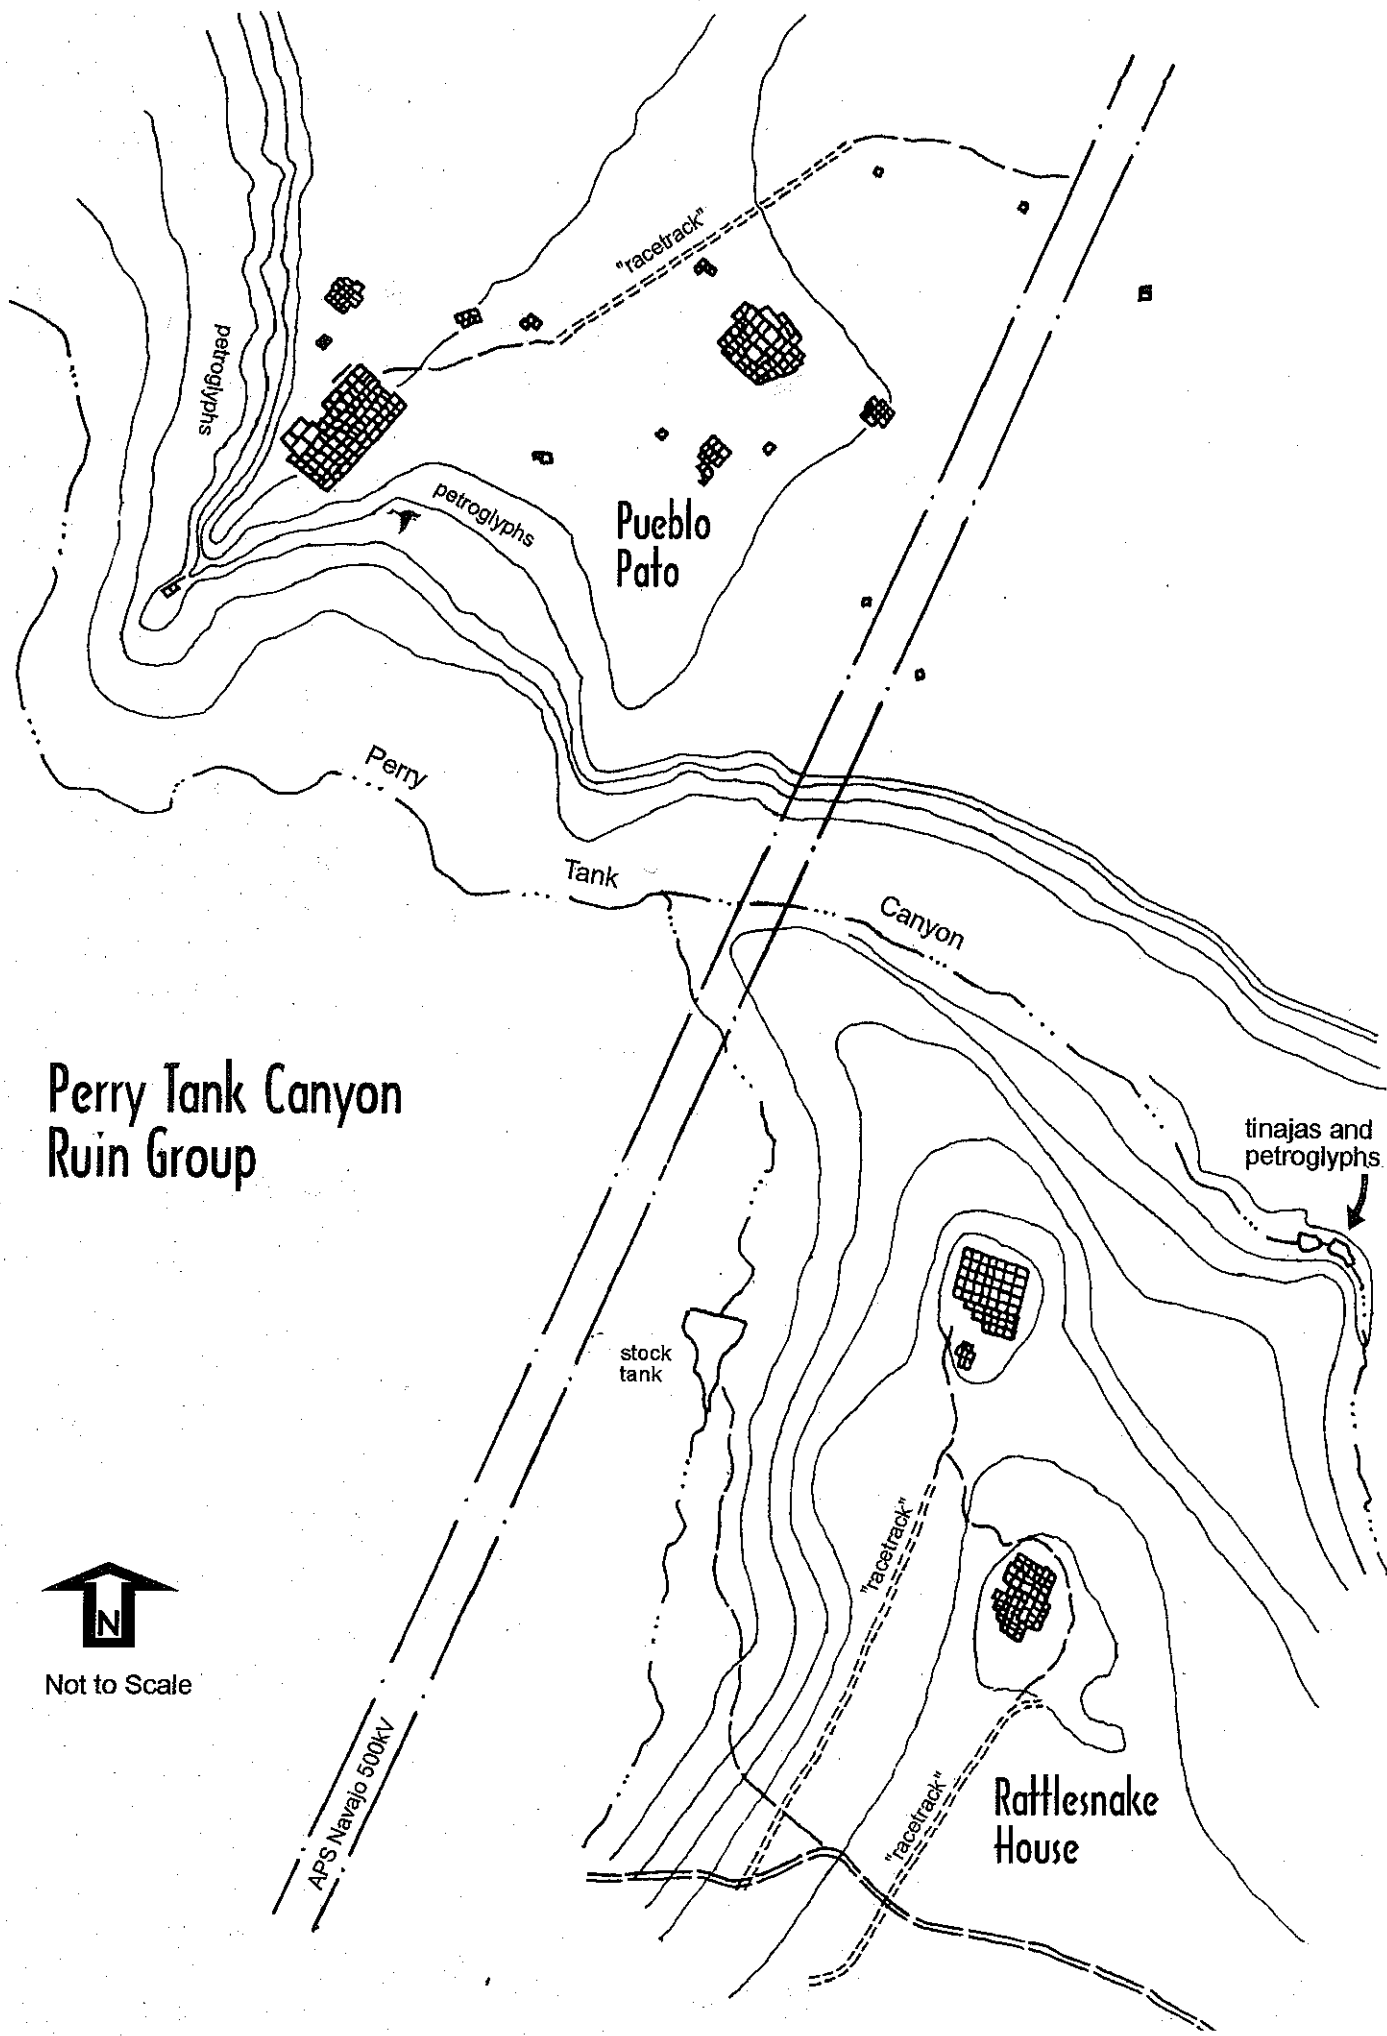 "racetrack"
petroglyphs
petroglyphs
Pueblo
Pato
Perry
Tank
Canyon
Perry Tank Canyon
Ruin Group
tinajas and
petroglyphs
stock
tank
"racetrack"
N
Not to Scale
APS Navajo 500kV
"racetrack"
Rattlesnake
House